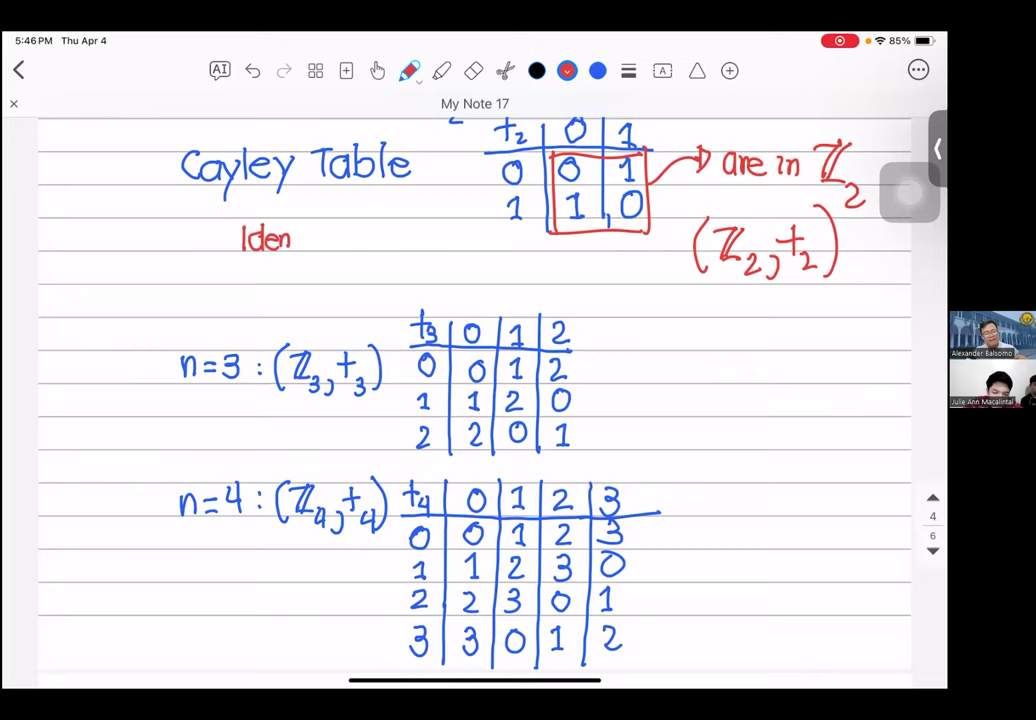 5:46 PM Thu Apr 4
85%
AI
A
My Note 17
Cayley Table
+₂ 0 1
0 0 1
1 1 0
are in ℤ₂
(ℤ₂, +₂)
Iden
n=3 : (ℤ₃, +₃)
+₃ 0 1 2
0 0 1 2
1 1 2 0
2 2 0 1
n=4 : (ℤ₄, +₄)
+₄ 0 1 2 3
0 0 1 2 3
1 1 2 3 0
2 2 3 0 1
3 3 0 1 2
4
6
Alexander Balsomo
Julie Ann Macalintal